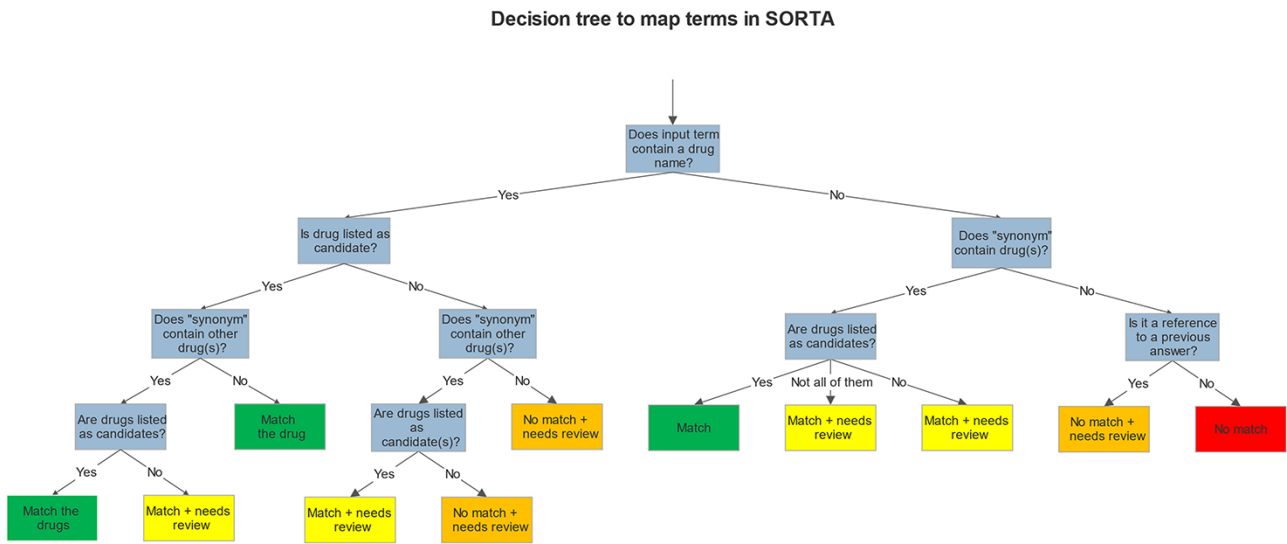 Decision tree to map terms in SORTA
Does input term
contain a drug
name?
Yes
No
Is drug listed as
candidate?
Does "synonym"
contain drug(s)?
Yes
No
Yes
No
Does "synonym"
contain other
drug(s)?
Does "synonym"
contain other
drug(s)?
Are drugs listed
as candidates?
Is it a reference
to a previous
answer?
Yes
No
Yes
No
Yes
Not all of them
No
Yes
No
Are drugs listed
as candidates?
Match
the drug
Are drugs listed
as
candidate(s)?
No match +
needs review
Match
Match + needs
review
Match + needs
review
No match +
needs review
No match
Yes
No
Yes
No
Match the
drugs
Match + needs
review
Match + needs
review
No match +
needs review